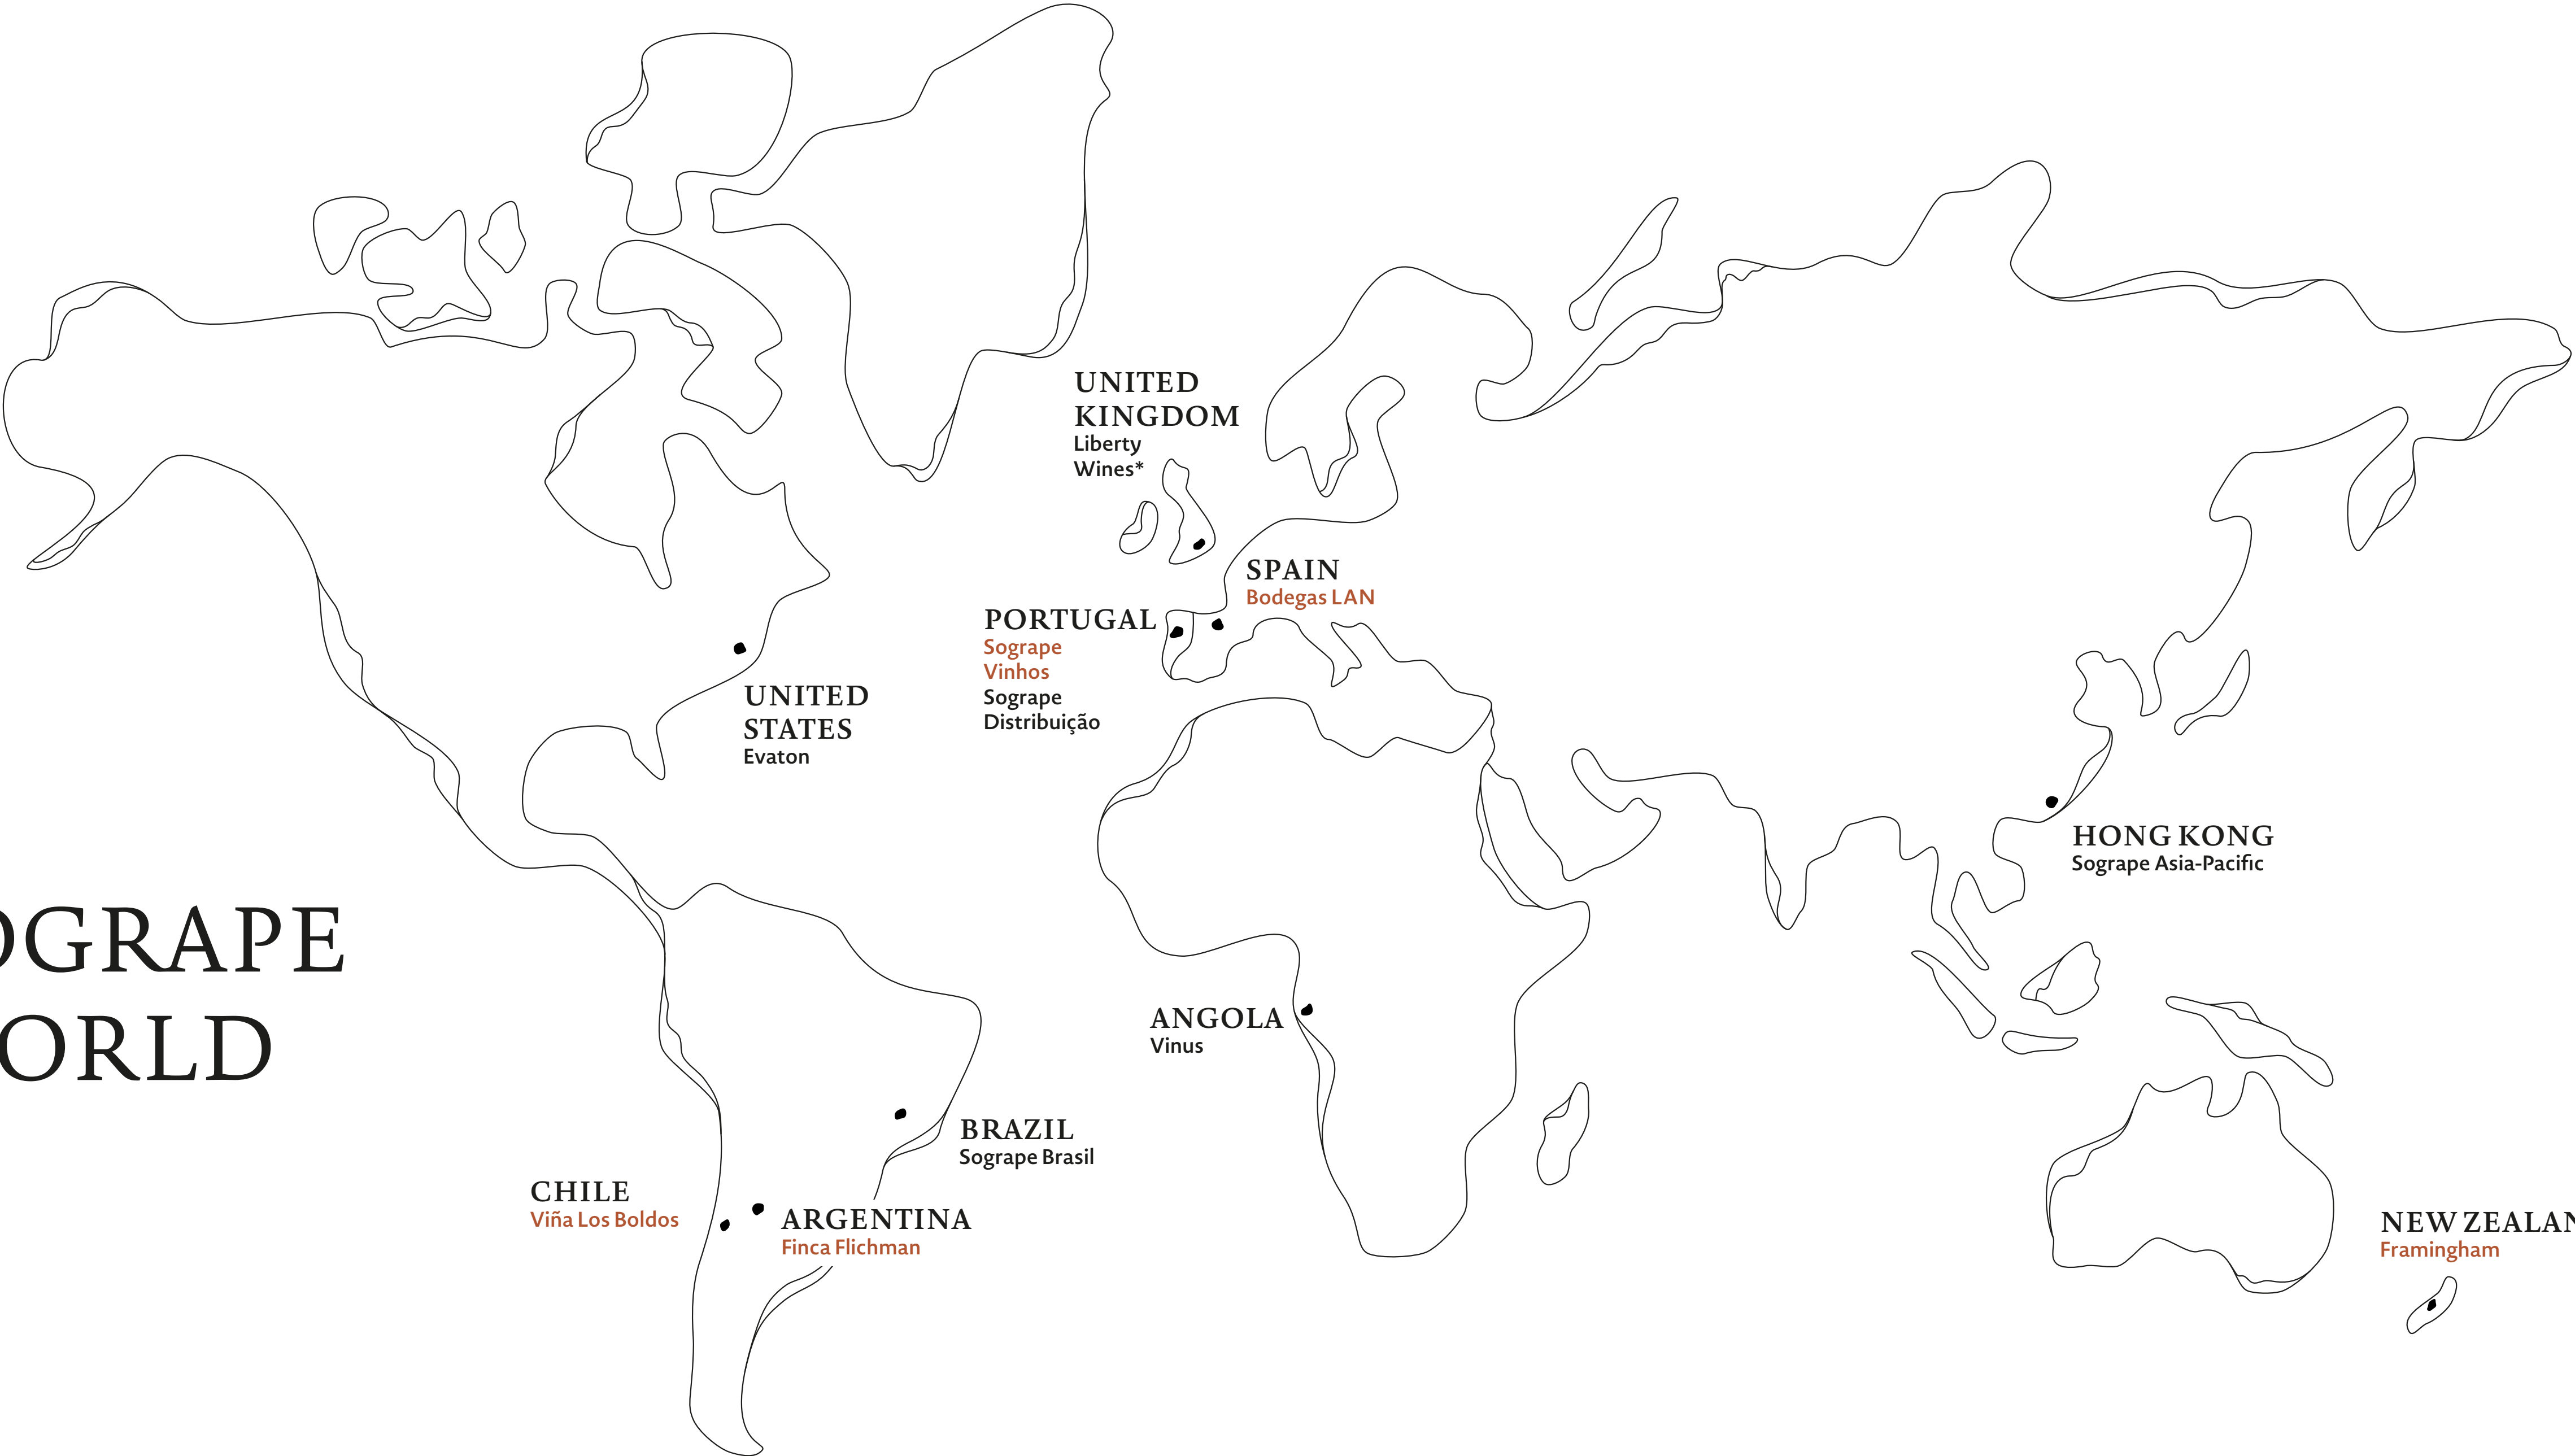 UNITED
KINGDOM
Liberty
Wines*
SPAIN
Bodegas LAN
PORTUGAL
Sogrape
Vinhos
Sogrape
Distribuição
UNITED
STATES
Evaton
HONG KONG
Sogrape Asia-Pacific
OGRAPE
ORLD
ANGOLA
Vinus
BRAZIL
Sogrape Brasil
CHILE
Viña Los Boldos
ARGENTINA
Finca Flichman
NEW ZEALAN
Framingham